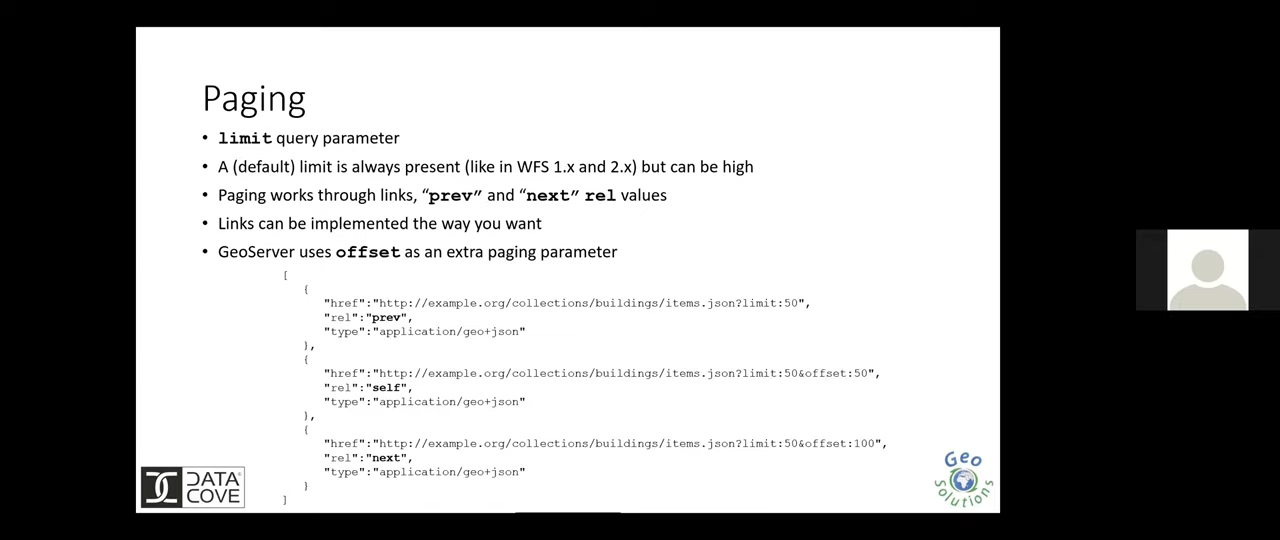 Paging
• limit query parameter
• A (default) limit is always present (like in WFS 1.x and 2.x) but can be high
• Paging works through links, “prev” and “next” rel values
• Links can be implemented the way you want
• GeoServer uses offset as an extra paging parameter
[
{
"href":"http://example.org/collections/buildings/items.json?limit:50",
"rel":"prev",
"type":"application/geo+json"
},
{
"href":"http://example.org/collections/buildings/items.json?limit:50&offset:50",
"rel":"self",
"type":"application/geo+json"
},
{
"href":"http://example.org/collections/buildings/items.json?limit:50&offset:100",
"rel":"next",
"type":"application/geo+json"
}
]
DATA
COVE
Geo
Solutions